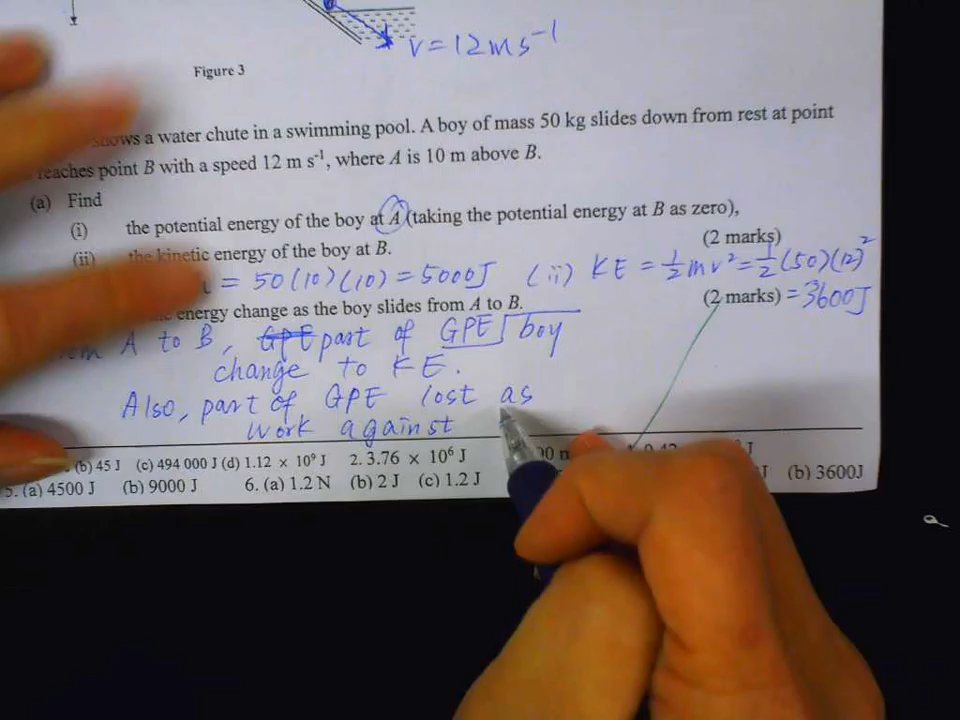 v = 12 m s⁻¹
Figure 3
shows a water chute in a swimming pool. A boy of mass 50 kg slides down from rest at point
reaches point B with a speed 12 m s⁻¹, where A is 10 m above B.
(a) Find
(i) the potential energy of the boy at A (taking the potential energy at B as zero),
(2 marks)
(ii) the kinetic energy of the boy at B.
= 50(10)(10) = 5000J (ii) KE = ½mv² = ½(50)(12)²
(2 marks) = 3600J
energy change as the boy slides from A to B.
A to B, GPE part of GPE boy
change to KE.
Also, part of GPE lost as
work against
(b) 45 J (c) 494 000 J (d) 1.12 × 10⁹ J 2. 3.76 × 10⁶ J
5. (a) 4500 J (b) 9000 J 6. (a) 1.2 N (b) 2 J (c) 1.2 J (b) 3600J